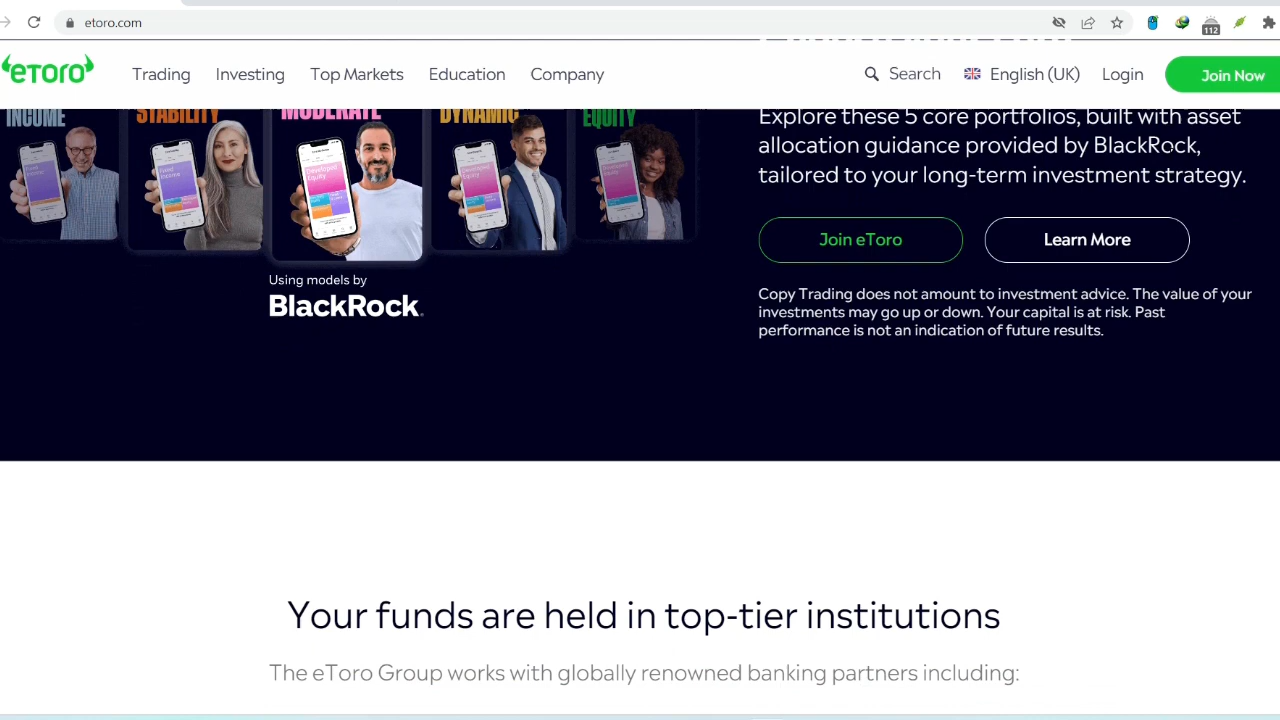 etoro.com
112
eTORO
Trading
Investing
Top Markets
Education
Company
Search
English (UK)
Login
Join Now
INCOME
STABILITY
MODERATE
DYNAMIC
EQUITY
Explore these 5 core portfolios, built with asset
allocation guidance provided by BlackRock,
tailored to your long-term investment strategy.
Join eToro
Learn More
Using models by
BlackRock.
Copy Trading does not amount to investment advice. The value of your
investments may go up or down. Your capital is at risk. Past
performance is not an indication of future results.
Your funds are held in top-tier institutions
The eToro Group works with globally renowned banking partners including: